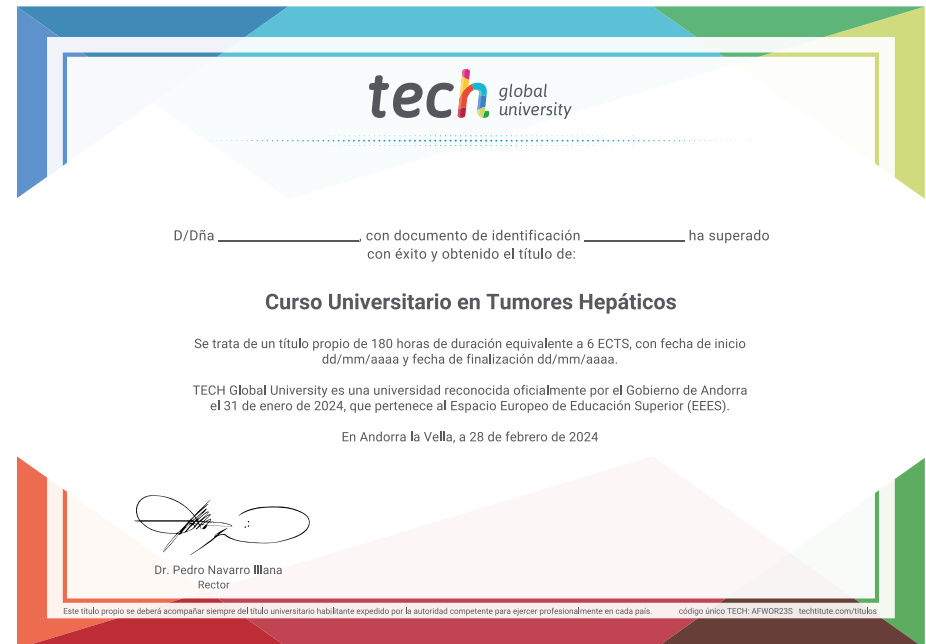 tech global university
D/Dña ____________________, con documento de identificación ______________ ha superado
con éxito y obtenido el título de:
Curso Universitario en Tumores Hepáticos
Se trata de un título propio de 180 horas de duración equivalente a 6 ECTS, con fecha de inicio
dd/mm/aaaa y fecha de finalización dd/mm/aaaa.
TECH Global University es una universidad reconocida oficialmente por el Gobierno de Andorra
el 31 de enero de 2024, que pertenece al Espacio Europeo de Educación Superior (EEES).
En Andorra la Vella, a 28 de febrero de 2024
Dr. Pedro Navarro Illana
Rector
Este título propio se deberá acompañar siempre del título universitario habilitante expedido por la autoridad competente para ejercer profesionalmente en cada país. código único TECH: AFWOR23S techtitute.com/titulos